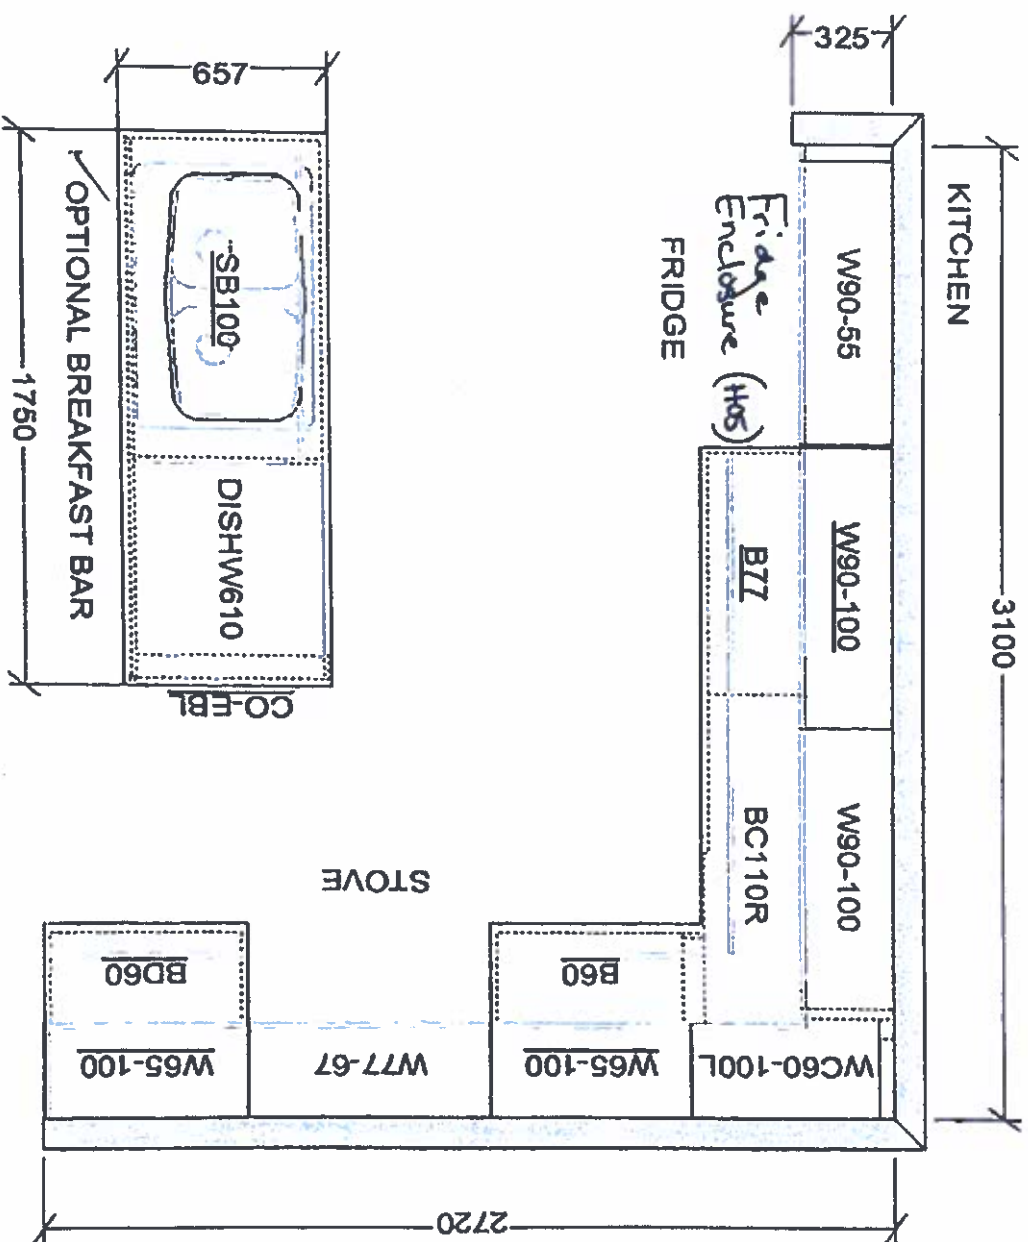 KITCHEN
3100
325
W90-55
W90-100
W90-100
Fridge
Enclosure
FRIDGE
B77
BC110R
WC60-100L
B60
W65-100
STOVE
W77-67
BD60
W65-100
2720
657
SB100
DISHW610
CO-EBL
OPTIONAL BREAKFAST BAR
1750